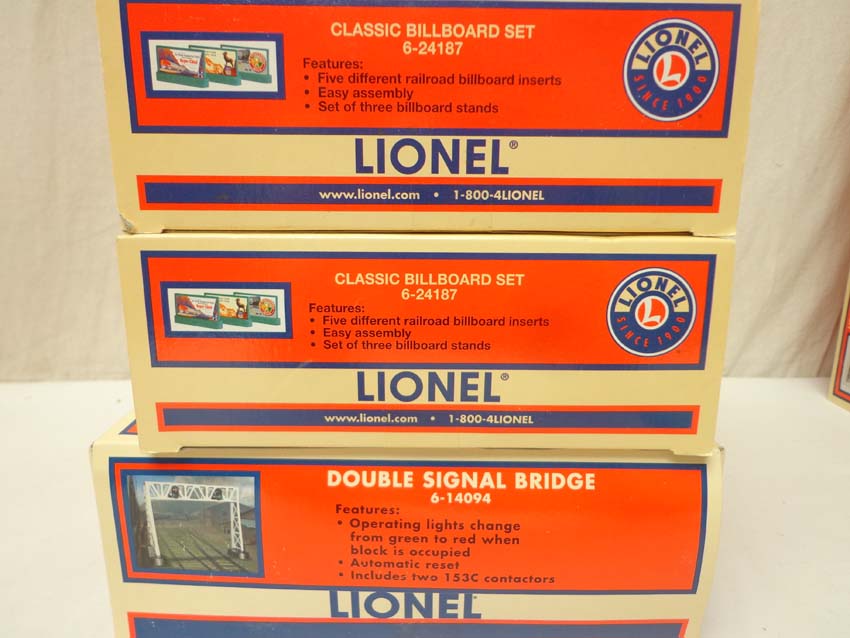 CLASSIC BILLBOARD SET
6-24187
Features:
• Five different railroad billboard inserts
• Easy assembly
• Set of three billboard stands
LIONEL
L
SINCE 1900
LIONEL®
www.lionel.com • 1-800-4LIONEL
CLASSIC BILLBOARD SET
6-24187
Features:
• Five different railroad billboard inserts
• Easy assembly
• Set of three billboard stands
LIONEL
L
SINCE 1900
LIONEL®
www.lionel.com • 1-800-4LIONEL
DOUBLE SIGNAL BRIDGE
6-14094
Features:
• Operating lights change
from green to red when
block is occupied
• Automatic reset
• Includes two 153C contactors
LIONEL